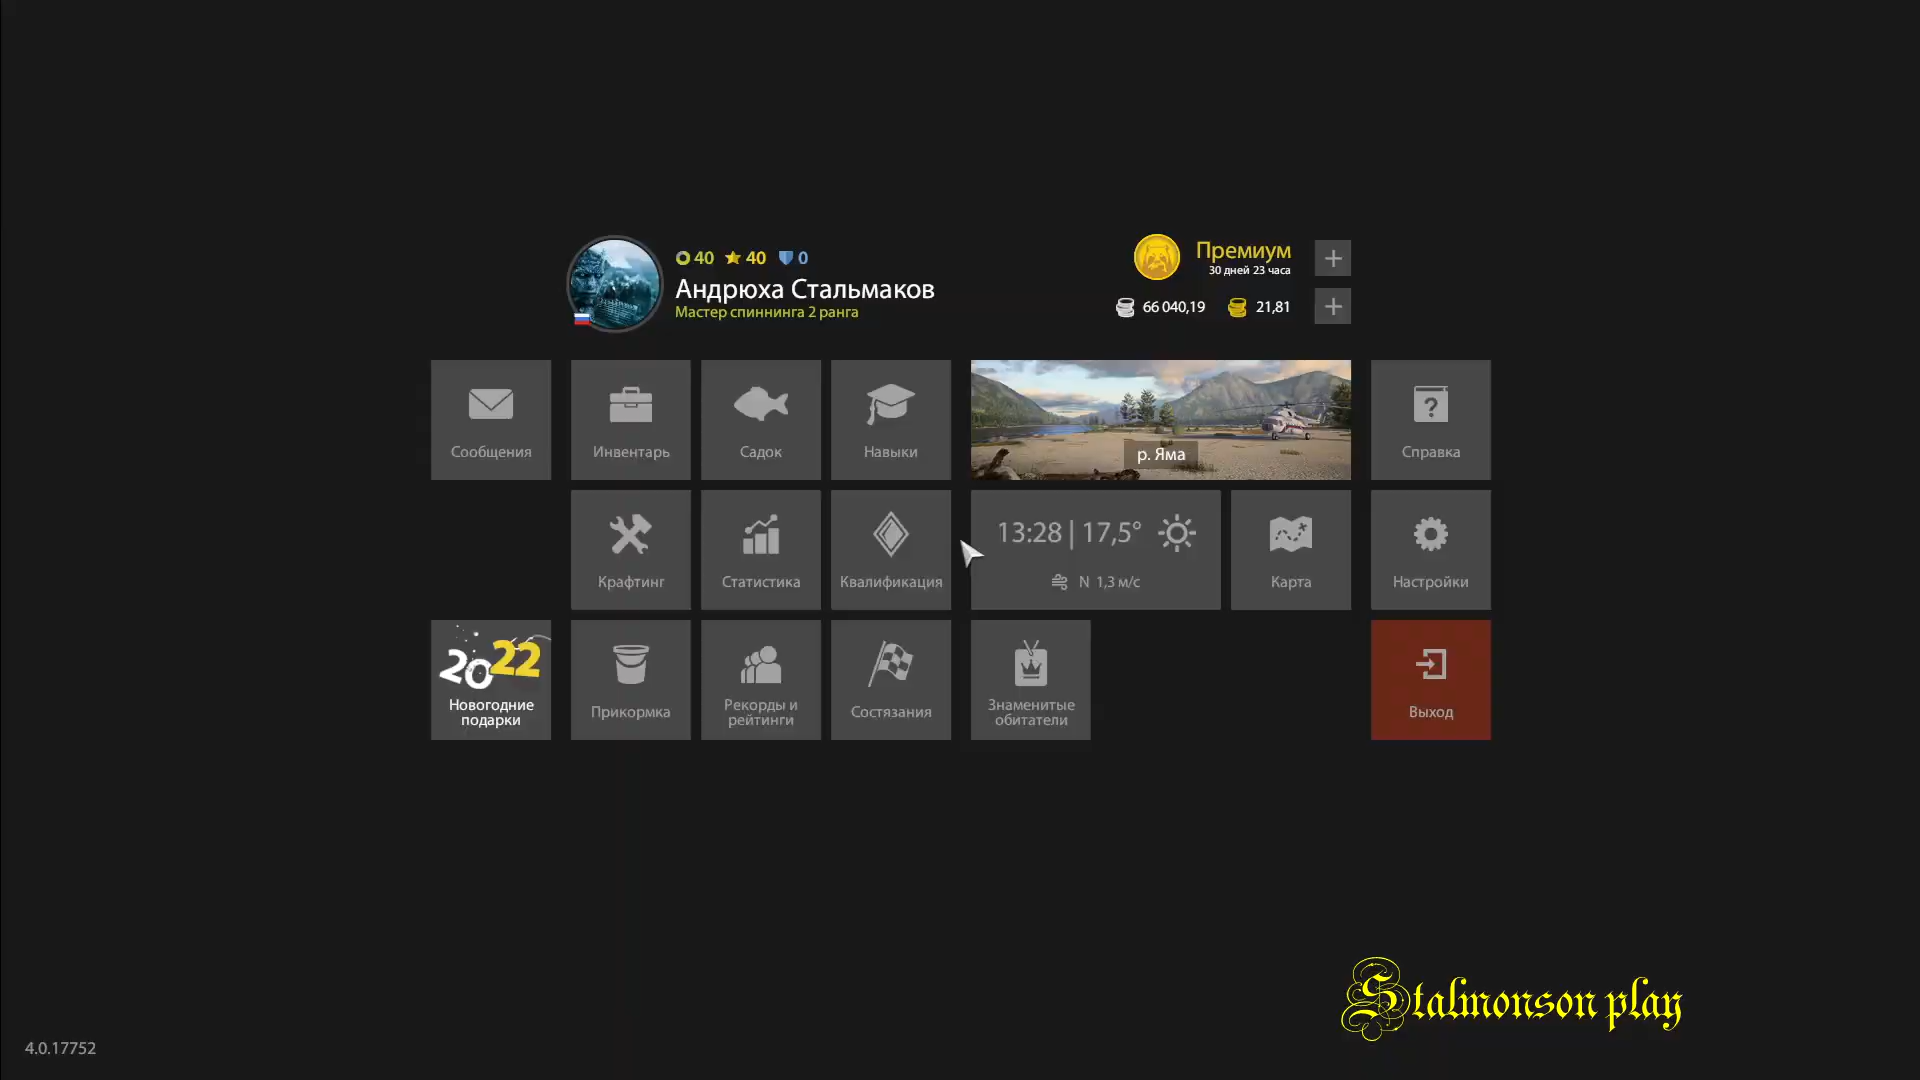 40 40 0
Андрюха Стальмаков
Мастер спиннинга 2 ранга
Премиум
30 дней 23 часа
66 040,19 21,81
Сообщения
Инвентарь
Садок
Навыки
р. Яма
Справка
Крафтинг
Статистика
Квалификация
13:28 | 17,5°
N 1,3 м/с
Карта
Настройки
2022
Новогодние
подарки
Прикормка
Рекорды и
рейтинги
Состязания
Знаменитые
обитатели
Выход
Stalmonson play
4.0.17752